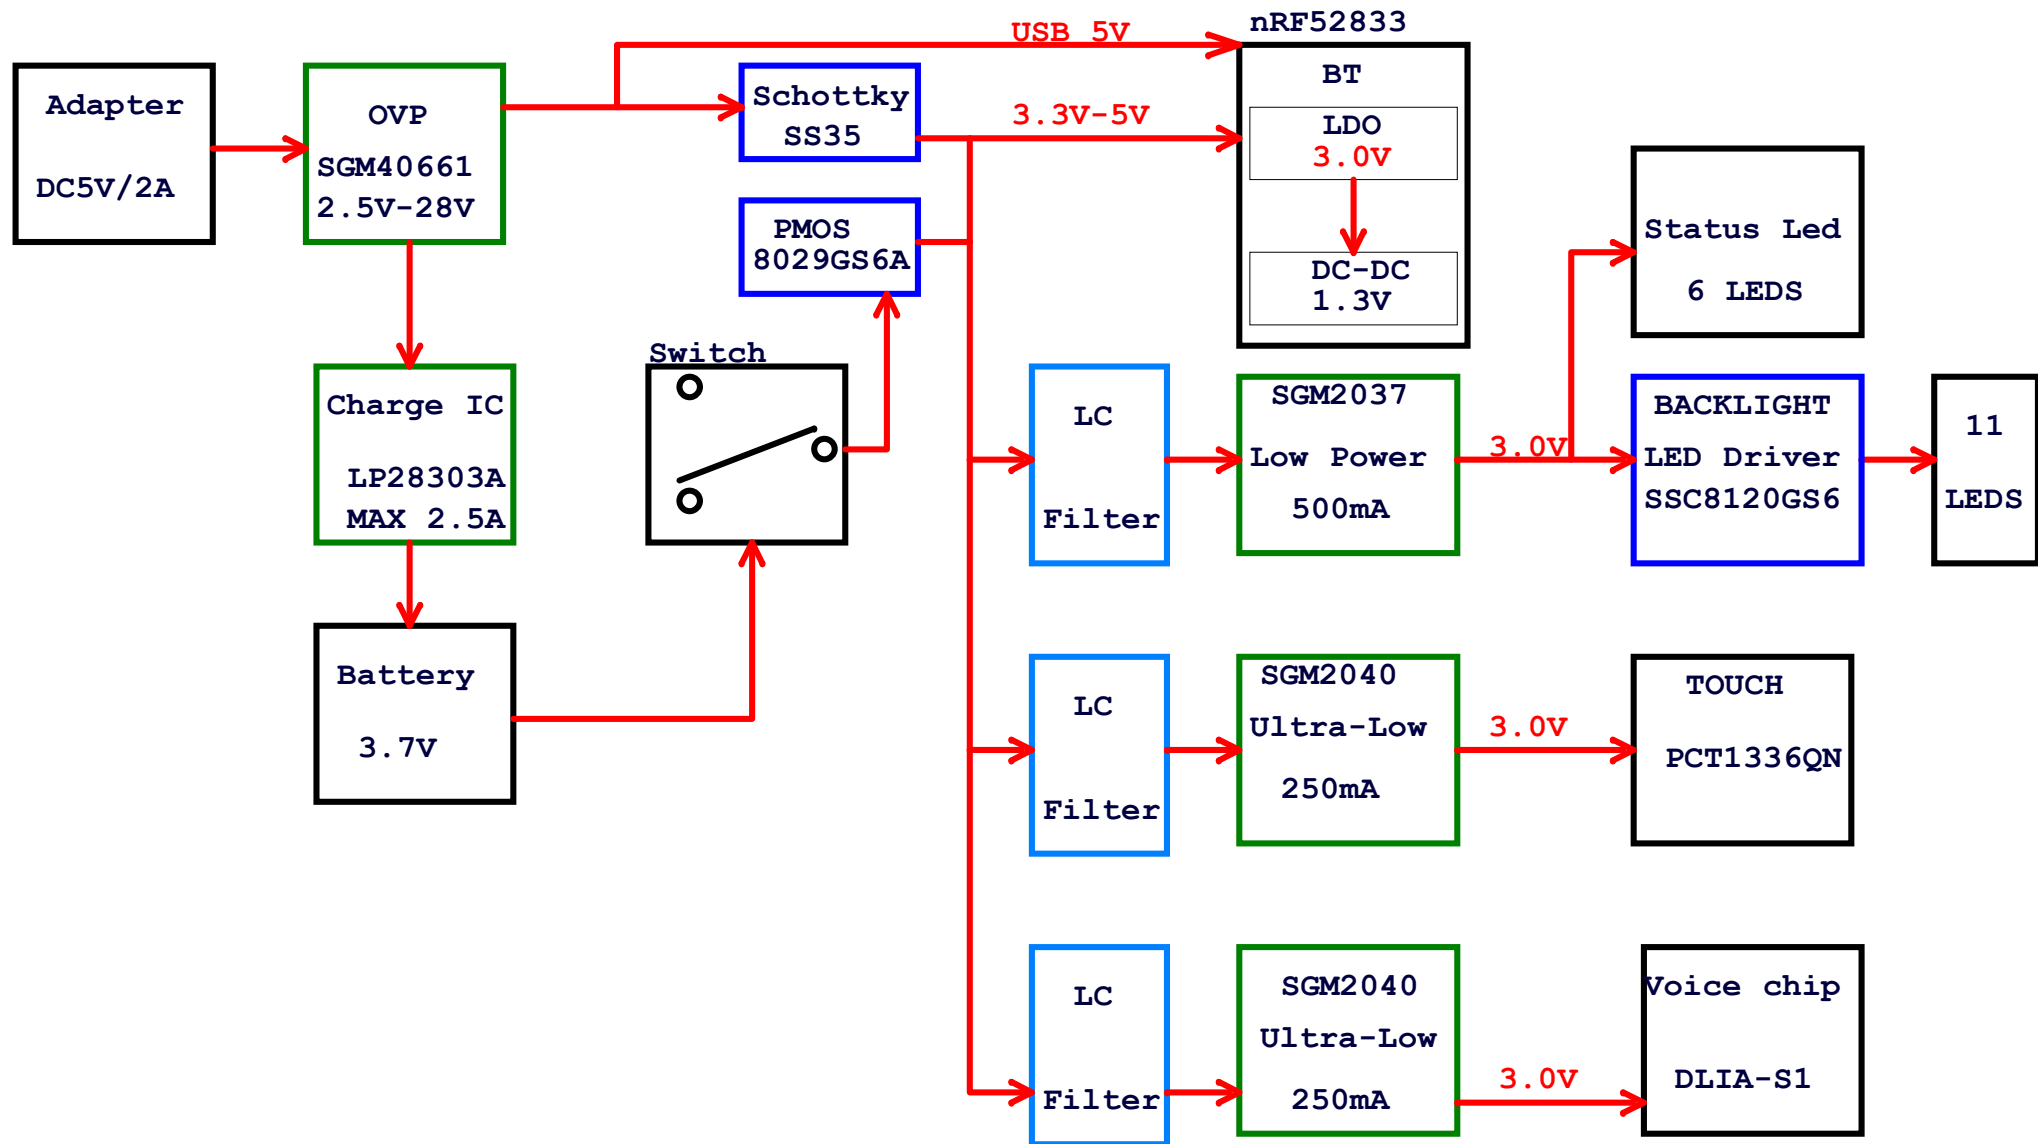 nRF52833
USB 5V
Adapter
DC5V/2A
OVP
SGM40661
2.5V-28V
Schottky
SS35
3.3V-5V
BT
LDO
3.0V
DC-DC
1.3V
PMOS
8029GS6A
Status Led
6 LEDS
Switch
Charge IC
LP28303A
MAX 2.5A
LC
Filter
SGM2037
Low Power
500mA
3.0V
BACKLIGHT
LED Driver
SSC8120GS6
11
LEDS
Battery
3.7V
LC
Filter
SGM2040
Ultra-Low
250mA
3.0V
TOUCH
PCT1336QN
LC
Filter
SGM2040
Ultra-Low
250mA
3.0V
Voice chip
DLIA-S1